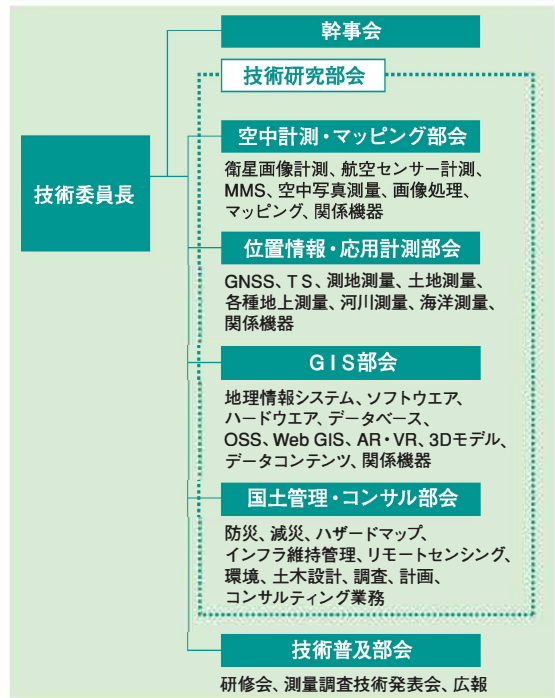 幹事会
技術研究部会
技術委員長
空中計測・マッピング部会
衛星画像計測、航空センサー計測、
MMS、空中写真測量、画像処理、
マッピング、関係機器
位置情報・応用計測部会
GNSS、TS、測地測量、土地測量、
各種地上測量、河川測量、海洋測量、
関係機器
GIS部会
地理情報システム、ソフトウエア、
ハードウエア、データベース、
OSS、Web GIS、AR・VR、3Dモデル、
データコンテンツ、関係機器
国土管理・コンサル部会
防災、減災、ハザードマップ、
インフラ維持管理、リモートセンシング、
環境、土木設計、調査、計画、
コンサルティング業務
技術普及部会
研修会、測量調査技術発表会、広報